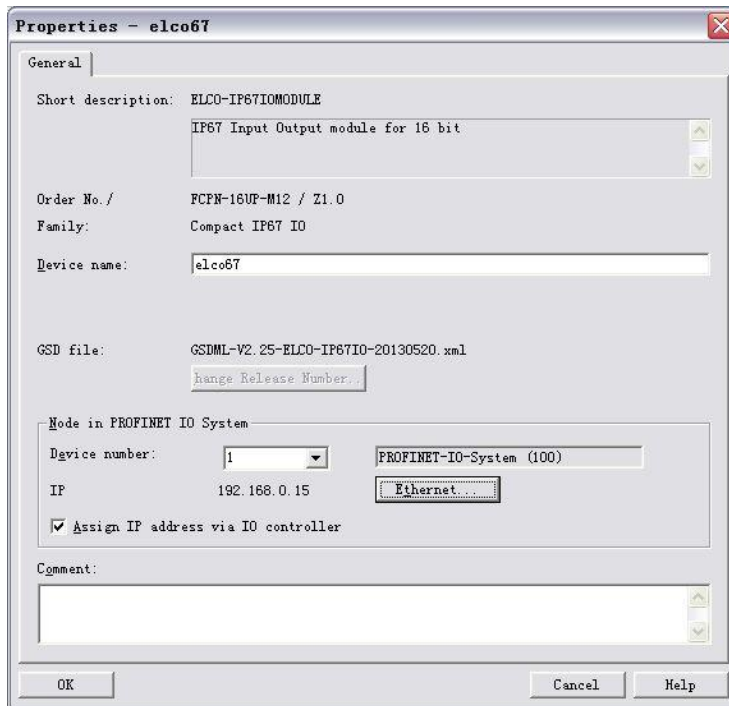 Properties - elco67
General
Short description: ELCO-IP67IOMODULE
IP67 Input Output module for 16 bit
Order No./ FCPN-16UP-M12 / Z1.0
Family: Compact IP67 IO
Device name: elco67
GSD file: GSDML-V2.25-ELCO-IP67IO-20130520.xml
hange Release Number..
Node in PROFINET IO System
Device number: 1 PROFINET-IO-System (100)
IP 192.168.0.15 Ethernet...
Assign IP address via IO controller
Comment:
OK Cancel Help